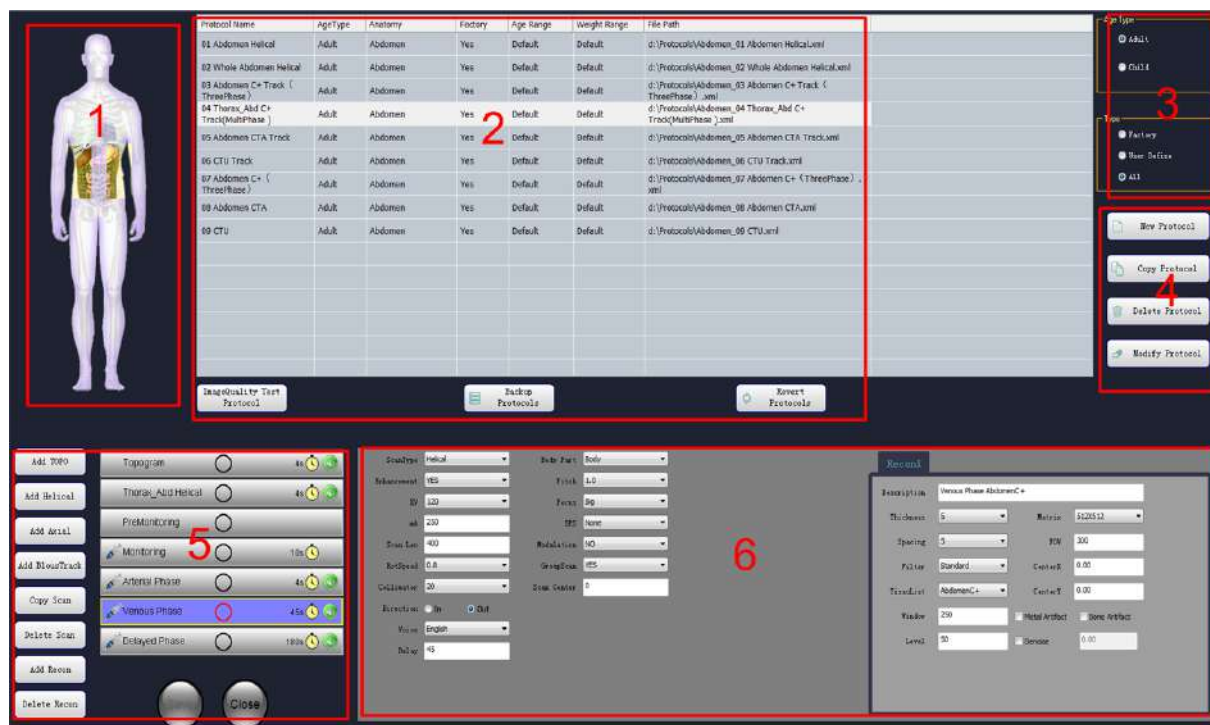 1
Protocol Name AgeType Anatomy Factory Age Range Weight Range File Path
01 Abdomen Helical Adult Abdomen Yes Default Default d:\Protocols\Abdomen_01 Abdomen Helical.xml
02 Whole Abdomen Helical Adult Abdomen Yes Default Default d:\Protocols\Abdomen_02 Whole Abdomen Helical.xml
03 Abdomen C+ Track (
ThreePhase) Adult Abdomen Yes Default Default d:\Protocols\Abdomen_03 Abdomen C+ Track (
ThreePhase) .xml
04 Thorax_Abd C+
Track(MultiPhase ) Adult Abdomen Yes Default Default d:\Protocols\Abdomen_04 Thorax_Abd C+
Track(MultiPhase ).xml
2
05 Abdomen CTA Track Adult Abdomen Yes Default Default d:\Protocols\Abdomen_05 Abdomen CTA Track.xml
06 CTU Track Adult Abdomen Yes Default Default d:\Protocols\Abdomen_06 CTU Track.xml
07 Abdomen C+ (
ThreePhase) Adult Abdomen Yes Default Default d:\Protocols\Abdomen_07 Abdomen C+ (ThreePhase) .
xml
08 Abdomen CTA Adult Abdomen Yes Default Default d:\Protocols\Abdomen_08 Abdomen CTA.xml
09 CTU Adult Abdomen Yes Default Default d:\Protocols\Abdomen_09 CTU.xml
ImageQuality Test
Protocol
Backup
Protocols
Revert
Protocols
Age Type
Adult
Child
3
Type
Factory
User Define
All
New Protocol
Copy Protocol
4
Delete Protocol
Modify Protocol
Add TOPO
Add Helical
Add Axial
Add BlousTrack
Copy Scan
Delete Scan
Add Recon
Delete Recon
Topogram 4s
Thorax_Abd Helical 4s
PreMonitoring
5
Monitoring 10s
Arterial Phase 4s
Venous Phase 45s
Delayed Phase 180s
Close
ScanType Helical Body Part Body
Enhancement YES Pitch 1.0
KV 120 Focus Big
mA 250 None
Scan Len 400 Modulation NO
RotSpeed 0.8 GroupScan YES
Collimator 20 Scan Center 0
Direction In Out
Voice English
Delay 45
6
Recon1
Description Venous Phase AbdomenC+
Thickness 5 Matrix 512X512
Spacing 5 FOV 300
Filter Standard CenterX 0.00
TissueList AbdomenC+ CenterY 0.00
Window 250 Metal Artifact Bone Artifact
Level 50 Denoise 0.00